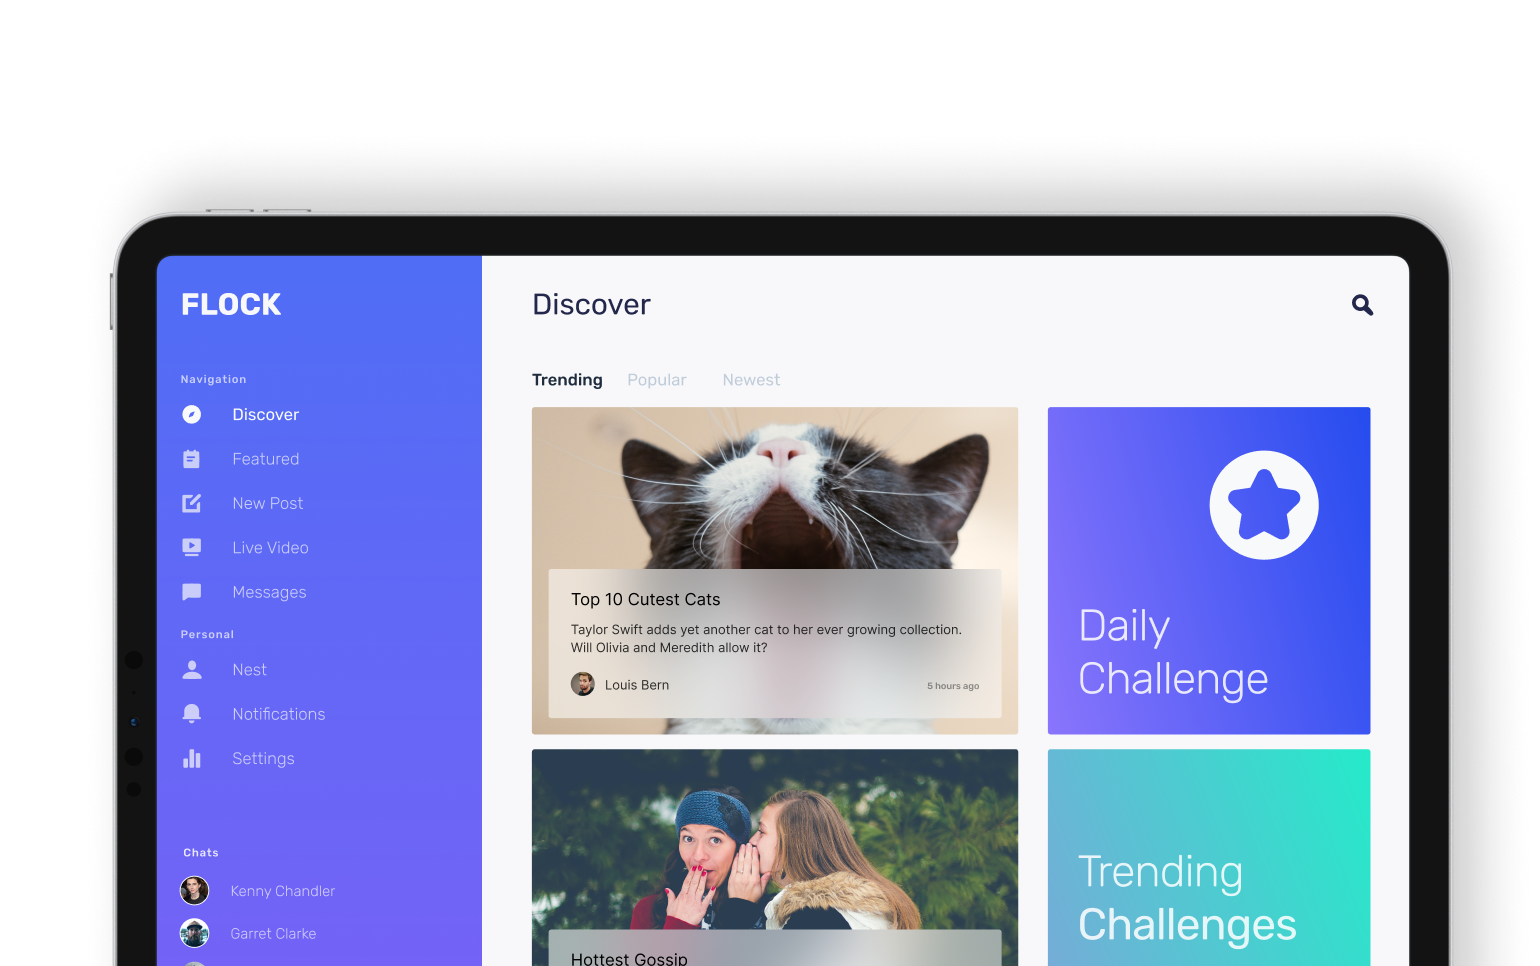 FLOCK
Navigation
Discover
Featured
New Post
Live Video
Messages
Personal
Nest
Notifications
Settings
Chats
Kenny Chandler
Garret Clarke
Discover
Trending Popular Newest
Top 10 Cutest Cats
Taylor Swift adds yet another cat to her ever growing collection.
Will Olivia and Meredith allow it?
Louis Bern
5 hours ago
Daily
Challenge
Hottest Gossip
Trending
Challenges